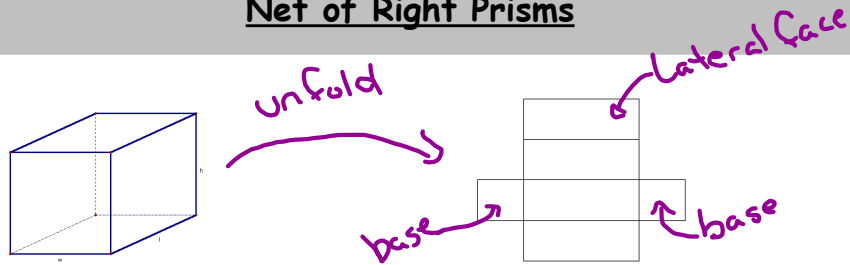 Net of Right Prisms
Lateral face
unfold
h
base
base
l
w